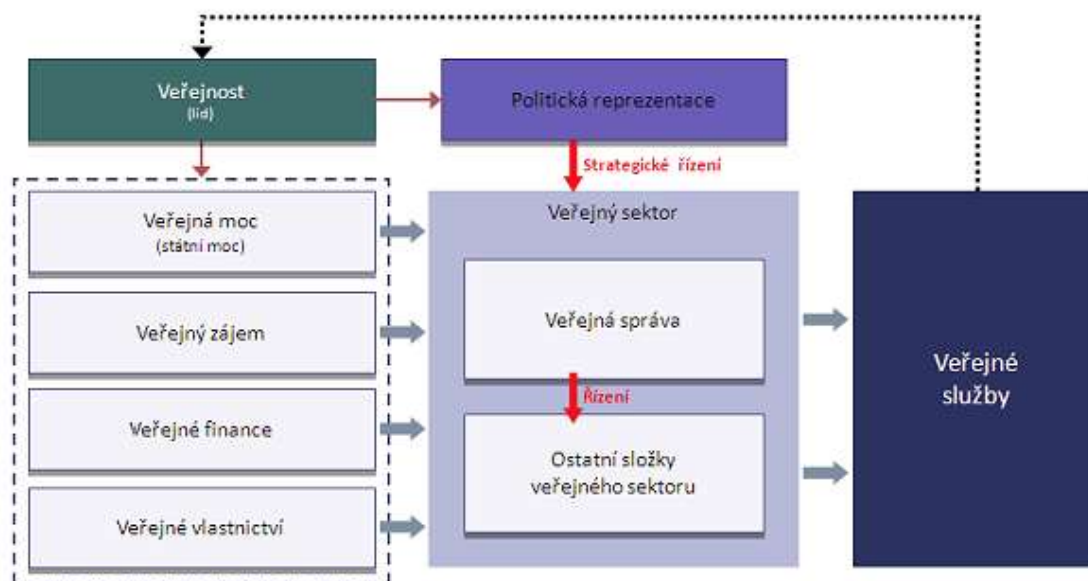 Veřejnost
(lid)
Politická reprezentace
Strategické řízení
Veřejná moc
(státní moc)
Veřejný zájem
Veřejné finance
Veřejné vlastnictví
Veřejný sektor
Veřejná správa
Řízení
Ostatní složky
veřejného sektoru
Veřejné
služby